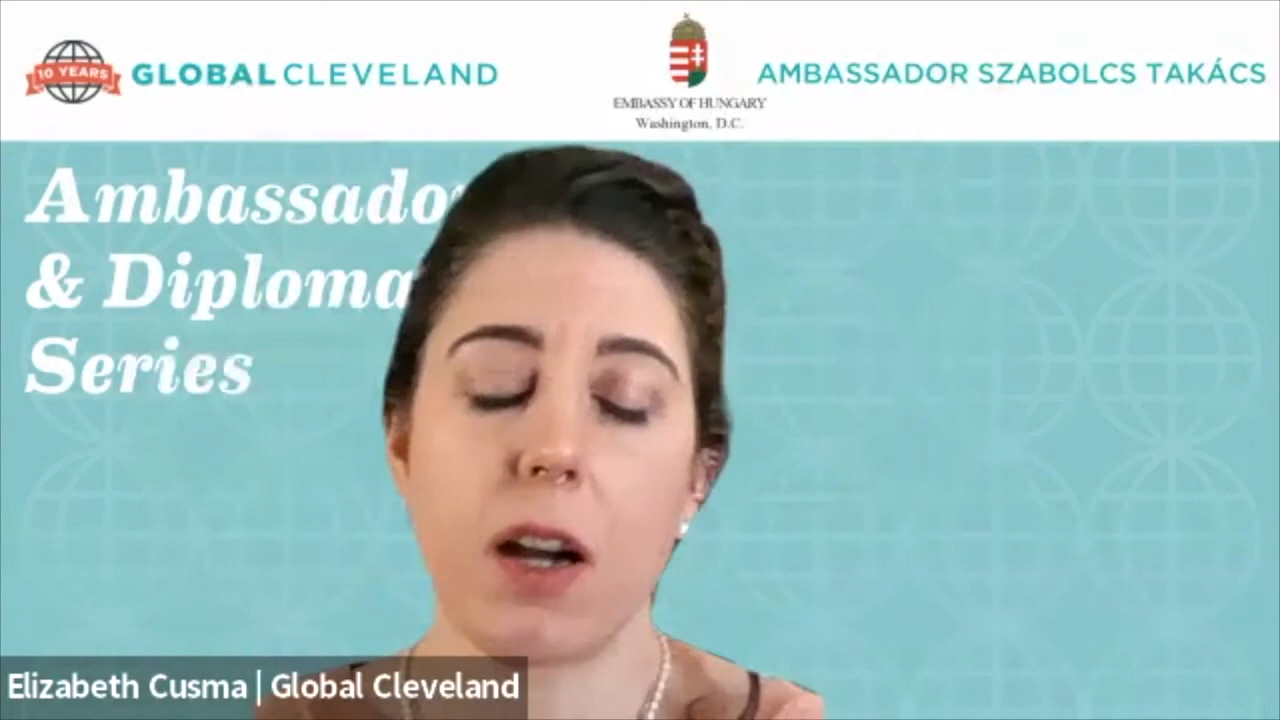 10 YEARS
GLOBAL CLEVELAND
EMBASSY OF HUNGARY
Washington, D.C.
AMBASSADOR SZABOLCS TAKÁCS
Ambassado
& Diploma
Series
Elizabeth Cusma | Global Cleveland